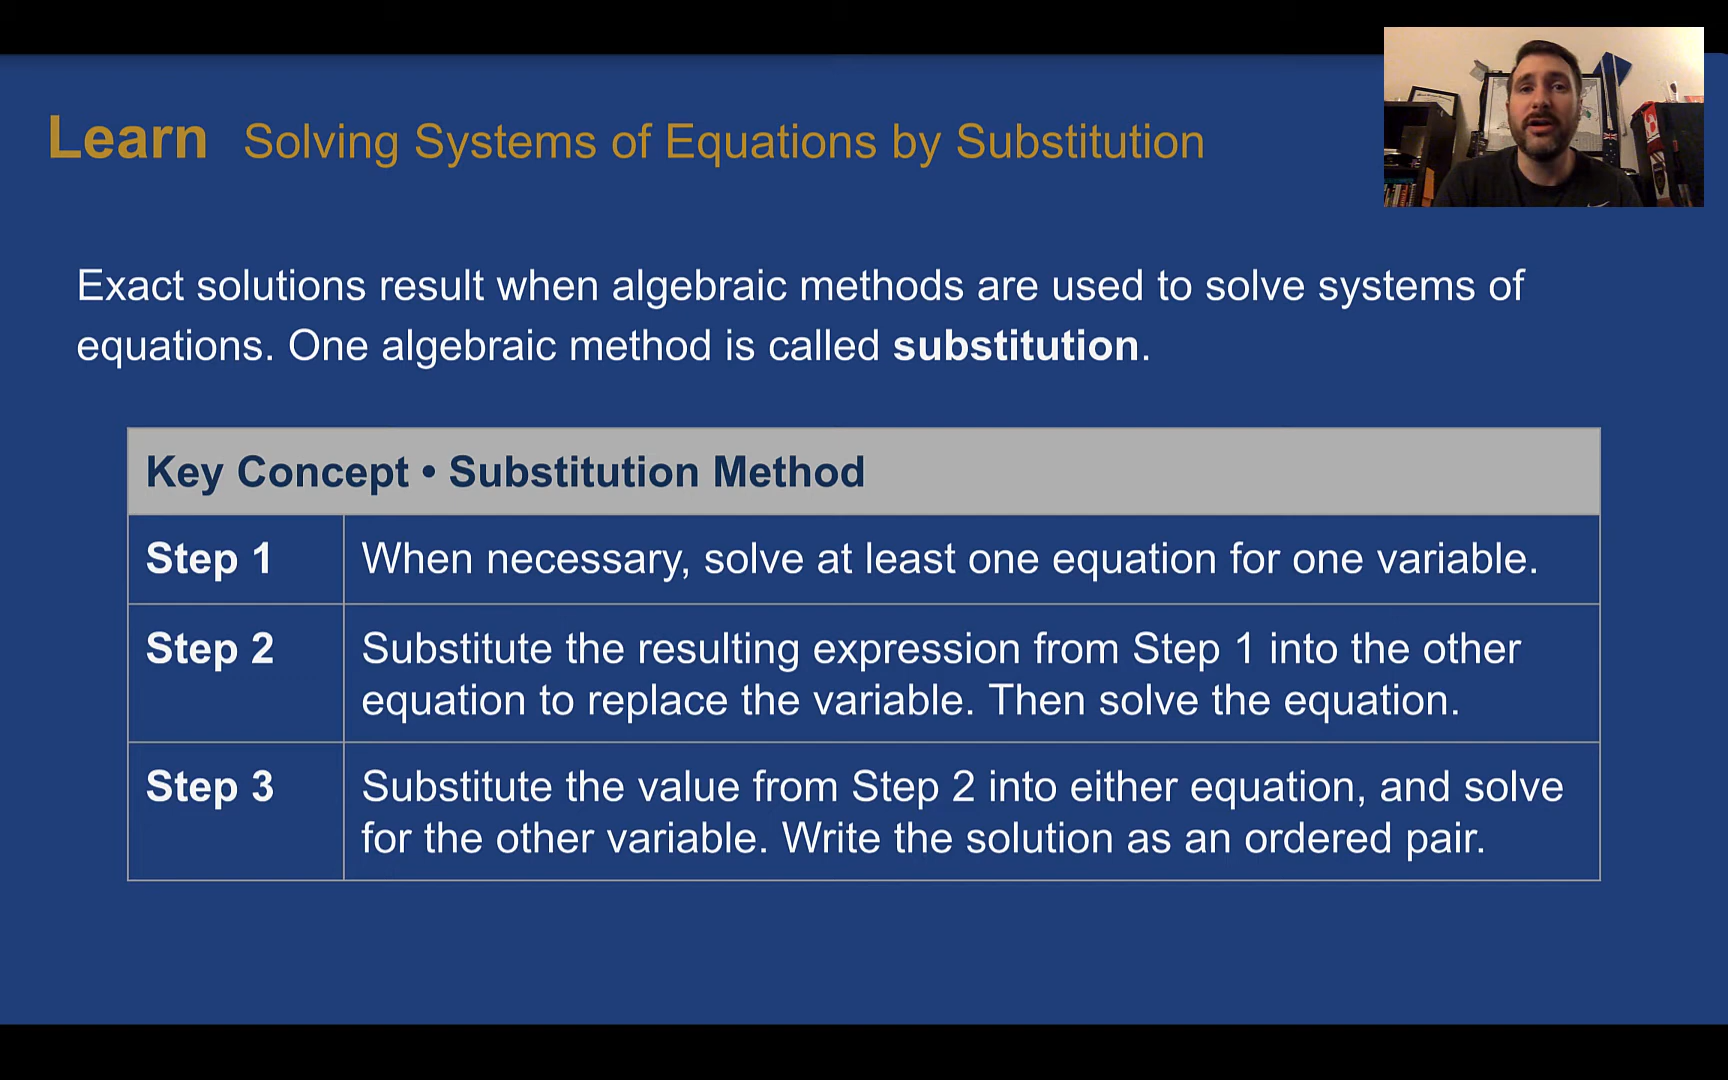 Learn Solving Systems of Equations by Substitution
Exact solutions result when algebraic methods are used to solve systems of
equations. One algebraic method is called substitution.
Key Concept • Substitution Method
Step 1 When necessary, solve at least one equation for one variable.
Step 2 Substitute the resulting expression from Step 1 into the other
equation to replace the variable. Then solve the equation.
Step 3 Substitute the value from Step 2 into either equation, and solve
for the other variable. Write the solution as an ordered pair.